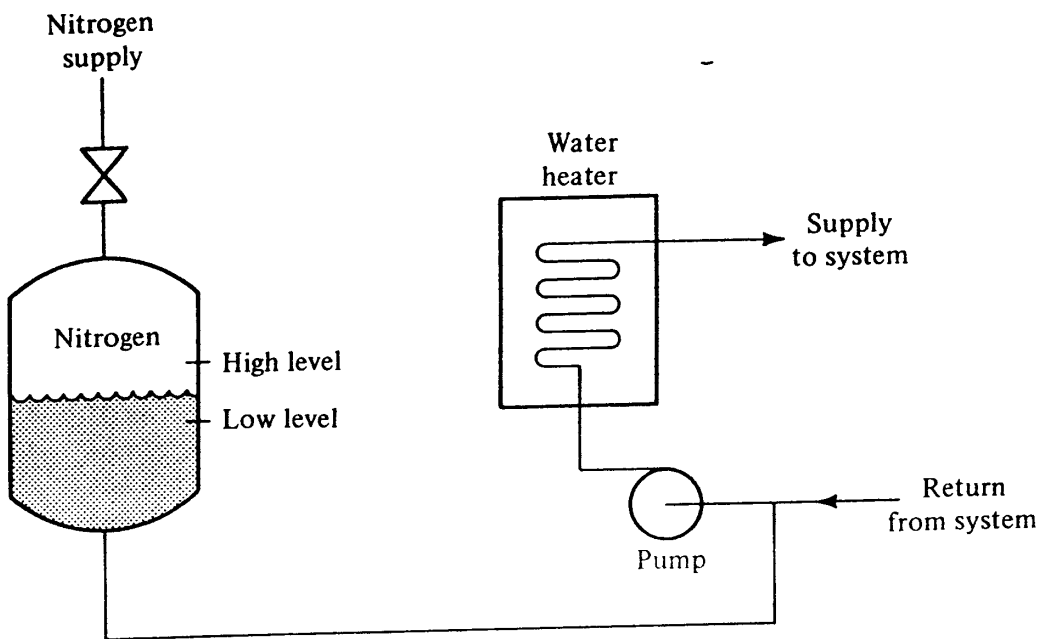 Nitrogen
supply
Water
heater
Supply
to system
Nitrogen
High level
Low level
Return
from system
Pump